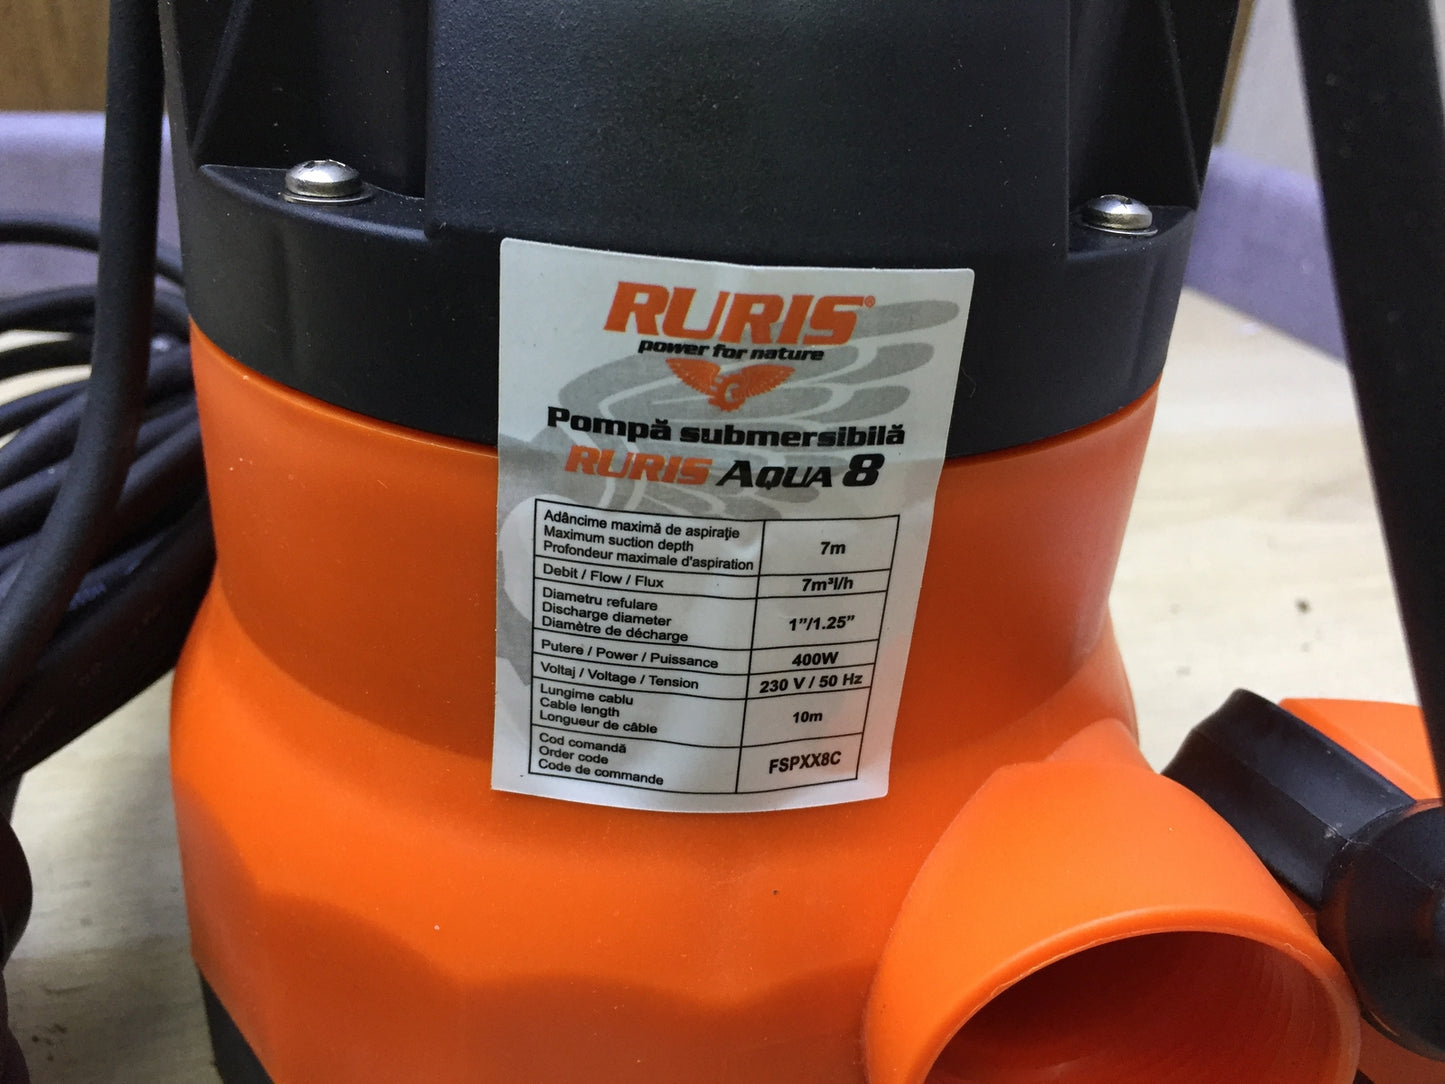 RURIS®
power for nature
Pompă submersibilă
RURIS AQUA 8
Adâncime maximă de aspirație
Maximum suction depth
Profondeur maximale d'aspiration
7m
Debit / Flow / Flux
7m³l/h
Diametru refulare
Discharge diameter
Diamètre de décharge
1”/1.25”
Putere / Power / Puissance
400W
Voltaj / Voltage / Tension
230 V / 50 Hz
Lungime cablu
Cable length
Longueur de câble
10m
Cod comandă
Order code
Code de commande
FSPXX8C